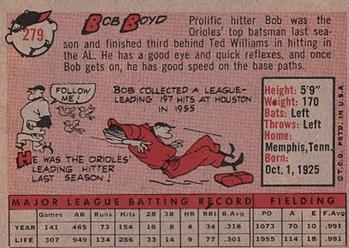 279
BOB BOYD
Prolific hitter Bob was the
Orioles' top batsman last sea-
son and finished third behind Ted Williams in hitting in
the AL. He has a good eye and quick reflexes, and once
Bob gets on, he has good speed on the base paths.
FOLLOW
ME!
BOB COLLECTED A LEAGUE-
LEADING 197 HITS AT HOUSTON
IN 1955
HE WAS THE ORIOLES'
LEADING HITTER
LAST SEASON!
Height: 5'9"
Weight: 170
Bats: Left
Throws: Left
Home:
Memphis, Tenn.
Born:
Oct. 1, 1925
© T.C.G. PRTD. IN U.S.A.
MAJOR LEAGUE BATTING RECORD FIELDING
Games AB Runs Hits 2B 3B HR RBI B.Avg PO A E F.Avg
YEAR 141 485 73 154 16 8 4 34 .318 1073 70 10 .991
LIFE 307 949 134 286 33 14 9 77 .301 1955 114 18 .991